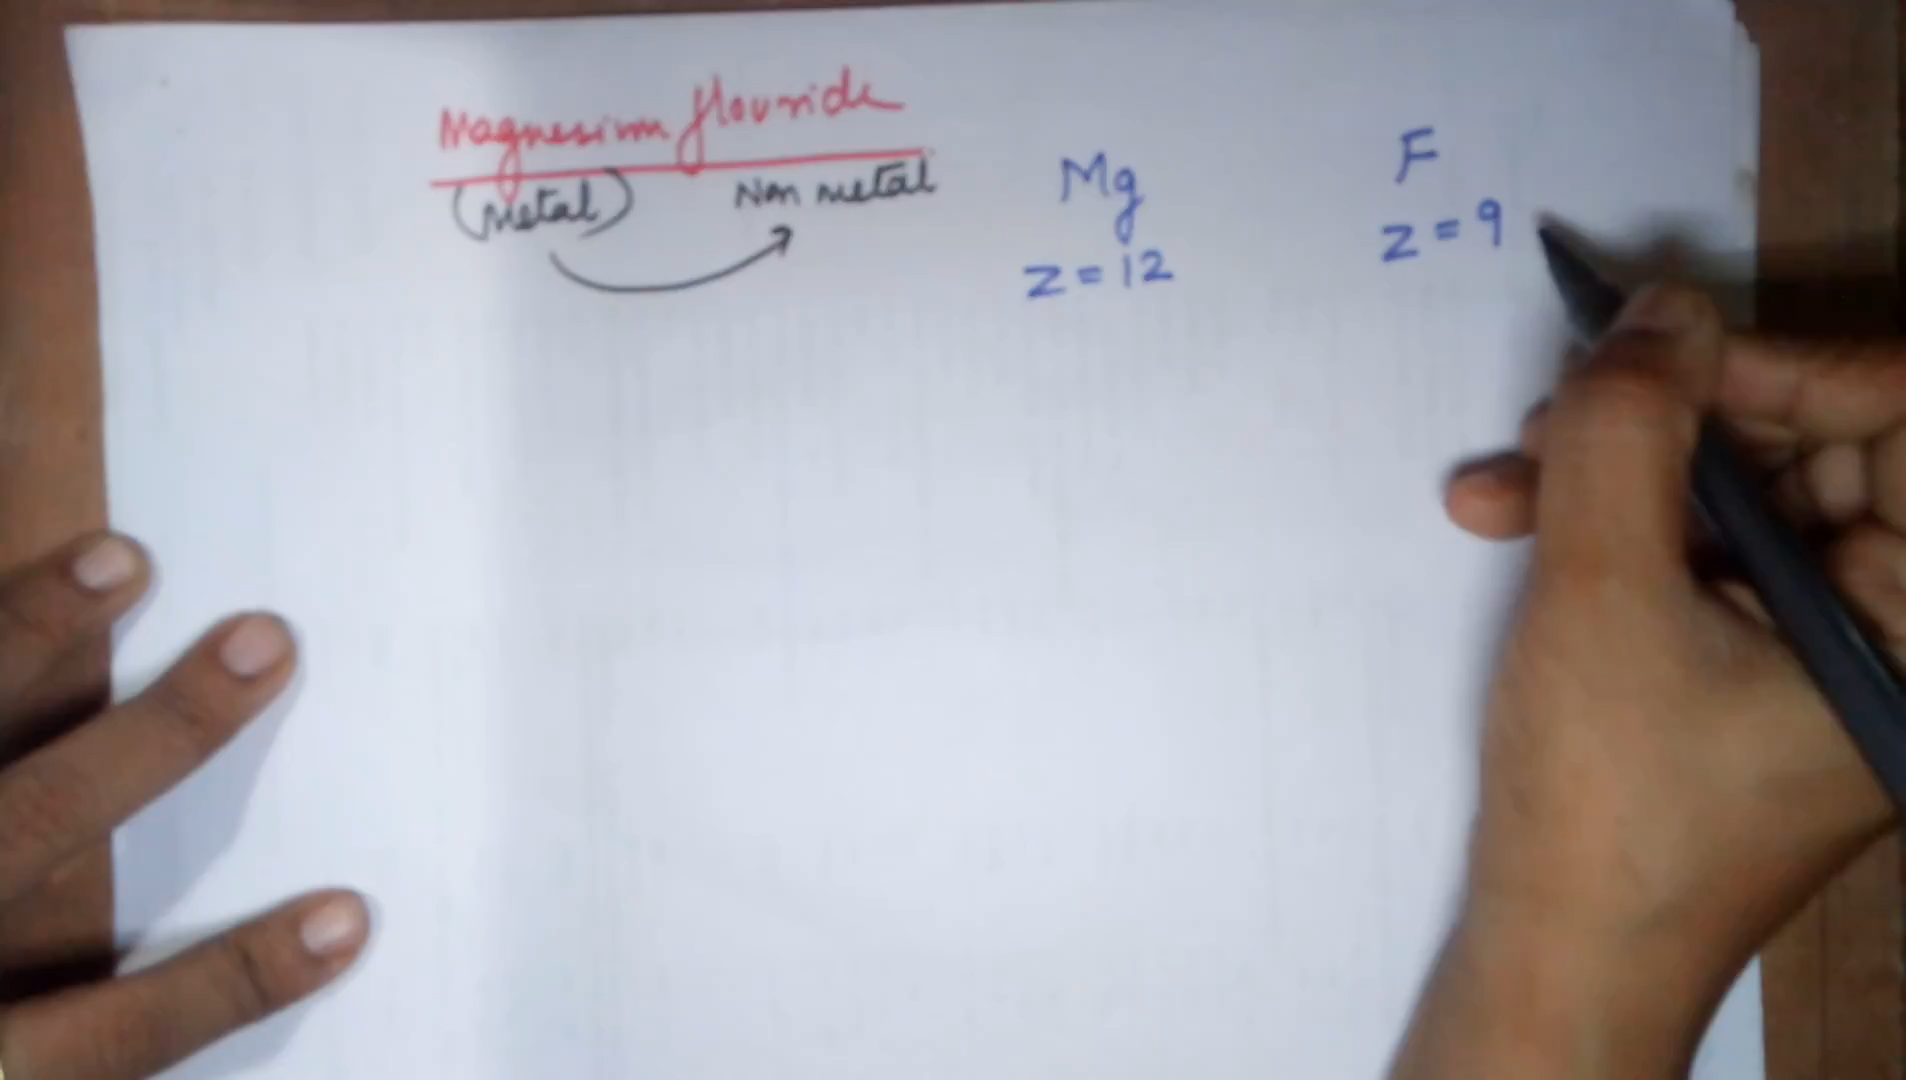 Magnesium flouride
(Metal) Non metal
Mg
Z = 12
F
Z = 9